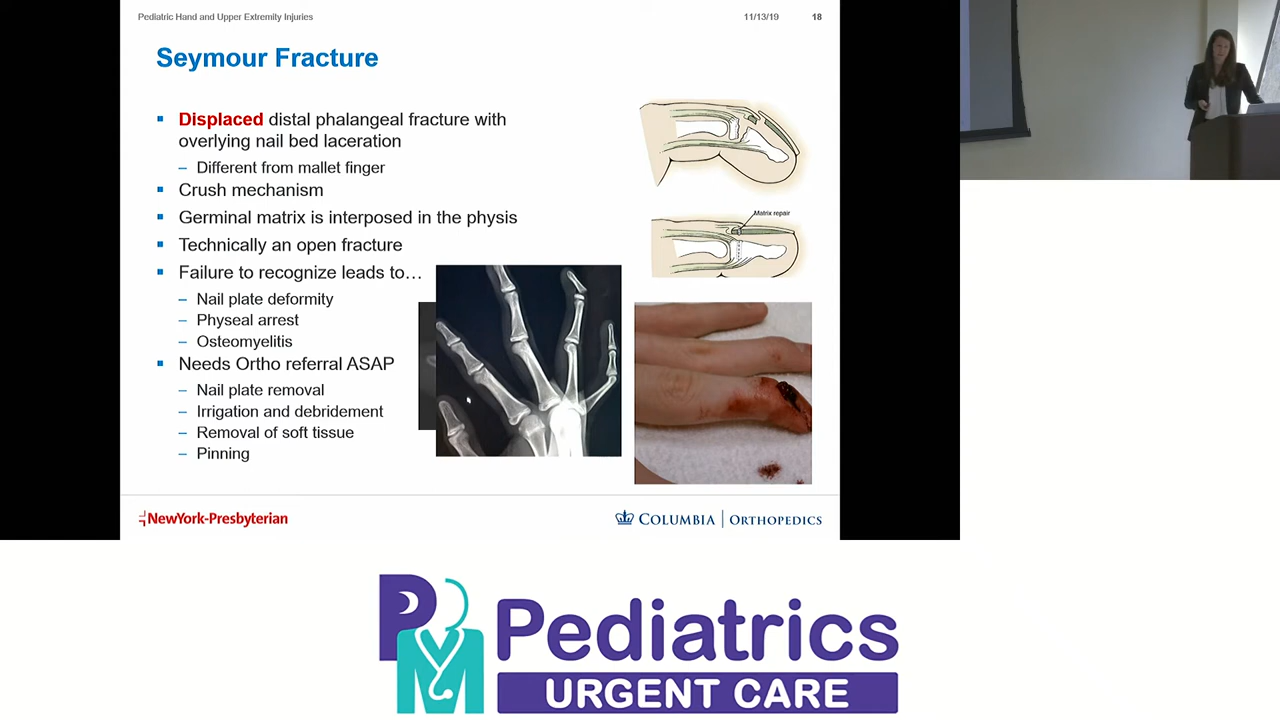 Pediatric Hand and Upper Extremity Injuries
11/13/19
18
Seymour Fracture
Displaced distal phalangeal fracture with
overlying nail bed laceration
– Different from mallet finger
Crush mechanism
Germinal matrix is interposed in the physis
Technically an open fracture
Failure to recognize leads to…
– Nail plate deformity
– Physeal arrest
– Osteomyelitis
Needs Ortho referral ASAP
– Nail plate removal
– Irrigation and debridement
– Removal of soft tissue
– Pinning
Matrix repair
NewYork-Presbyterian
COLUMBIA | ORTHOPEDICS
PM
Pediatrics
URGENT CARE